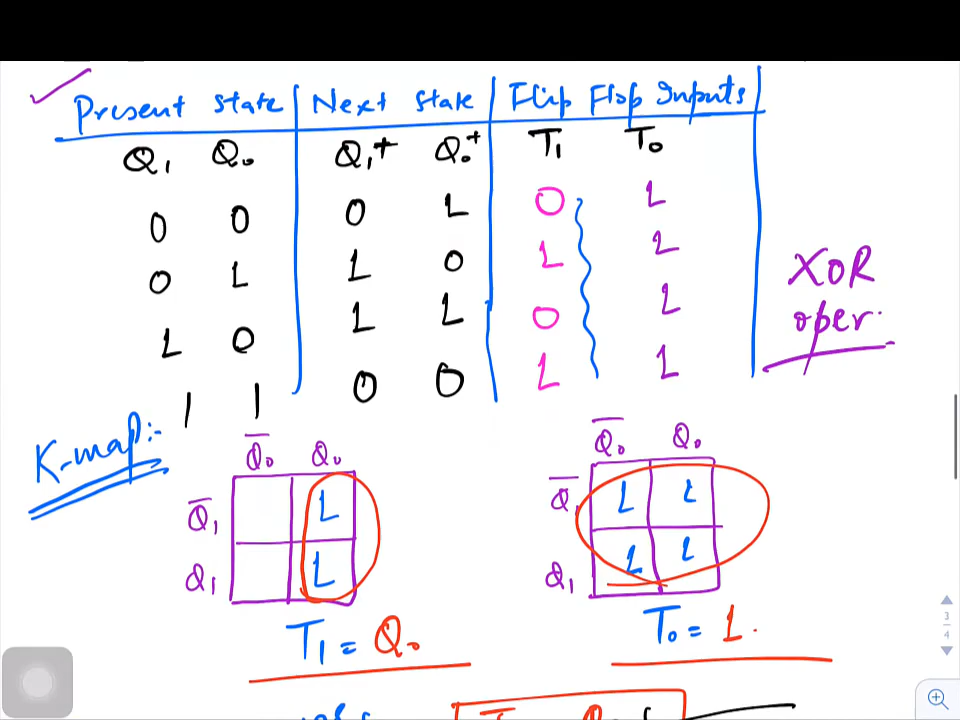 Present State Next State Flip Flop Inputs
Q₁ Q₀ Q₁⁺ Q₀⁺ T₁ T₀
0 0 0 1 0 1
0 1 1 0 1 1
1 0 1 1 0 1
1 1 0 0 1 1
XOR
oper.
K-map:-
Q̅₀ Q₀
Q̅₁ 1
Q₁ 1
T₁ = Q₀
Q̅₀ Q₀
Q̅₁ 1 1
Q₁ 1 1
T₀ = 1.
3
4